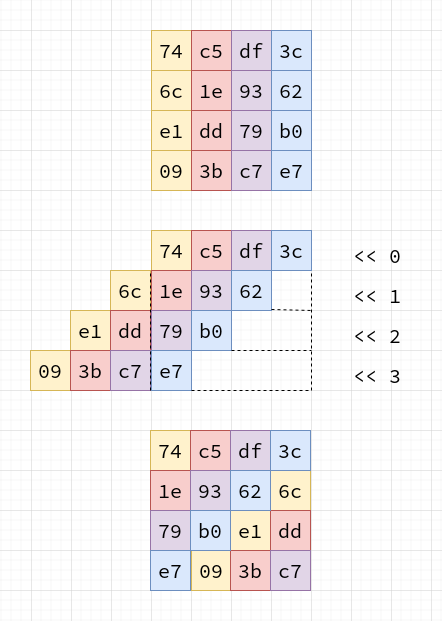 74 c5 df 3c
6c 1e 93 62
e1 dd 79 b0
09 3b c7 e7
74 c5 df 3c << 0
6c 1e 93 62 << 1
e1 dd 79 b0 << 2
09 3b c7 e7 << 3
74 c5 df 3c
1e 93 62 6c
79 b0 e1 dd
e7 09 3b c7